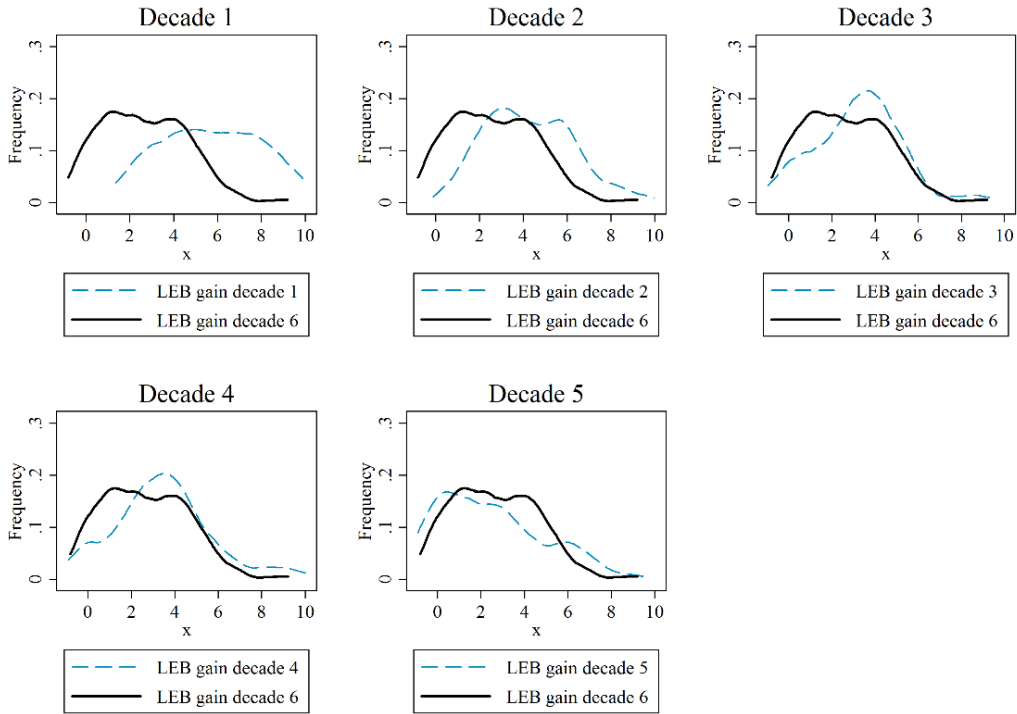 Decade 1
Frequency
0 .1 .2 .3
0 2 4 6 8 10
x
LEB gain decade 1
LEB gain decade 6
Decade 2
Frequency
0 .1 .2 .3
0 2 4 6 8 10
x
LEB gain decade 2
LEB gain decade 6
Decade 3
Frequency
0 .1 .2 .3
0 2 4 6 8 10
x
LEB gain decade 3
LEB gain decade 6
Decade 4
Frequency
0 .1 .2 .3
0 2 4 6 8 10
x
LEB gain decade 4
LEB gain decade 6
Decade 5
Frequency
0 .1 .2 .3
0 2 4 6 8 10
x
LEB gain decade 5
LEB gain decade 6